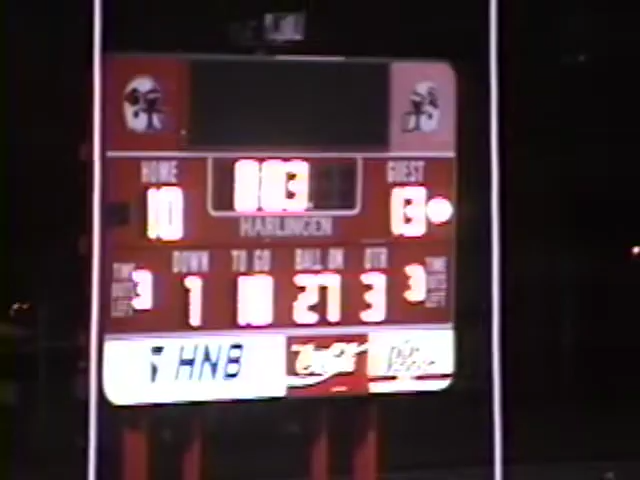 HOME GUEST
10 13
HARLINGEN
DOWN TO GO BALL ON QTR
TIME OUTS LEFT 3 1 10 27 3 3 TIME OUTS LEFT
HNB